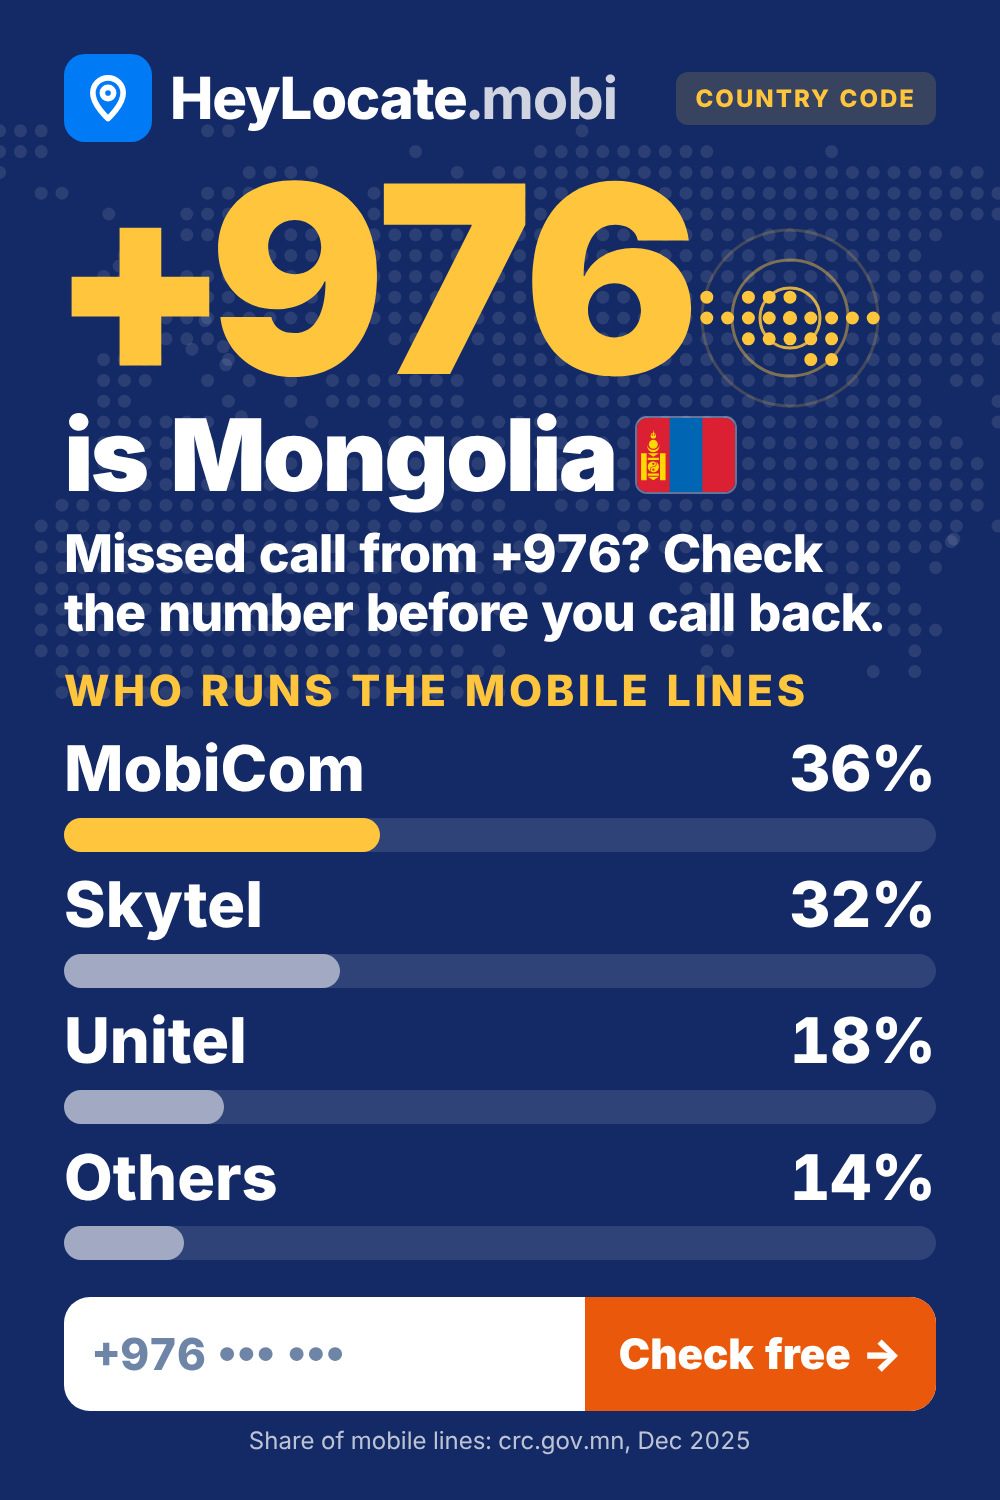 HeyLocate.mobi
COUNTRY CODE
+976
is Mongolia
Missed call from +976? Check
the number before you call back.
WHO RUNS THE MOBILE LINES
MobiCom 36%
Skytel 32%
Unitel 18%
Others 14%
+976 ••• •••
Check free →
Share of mobile lines: crc.gov.mn, Dec 2025